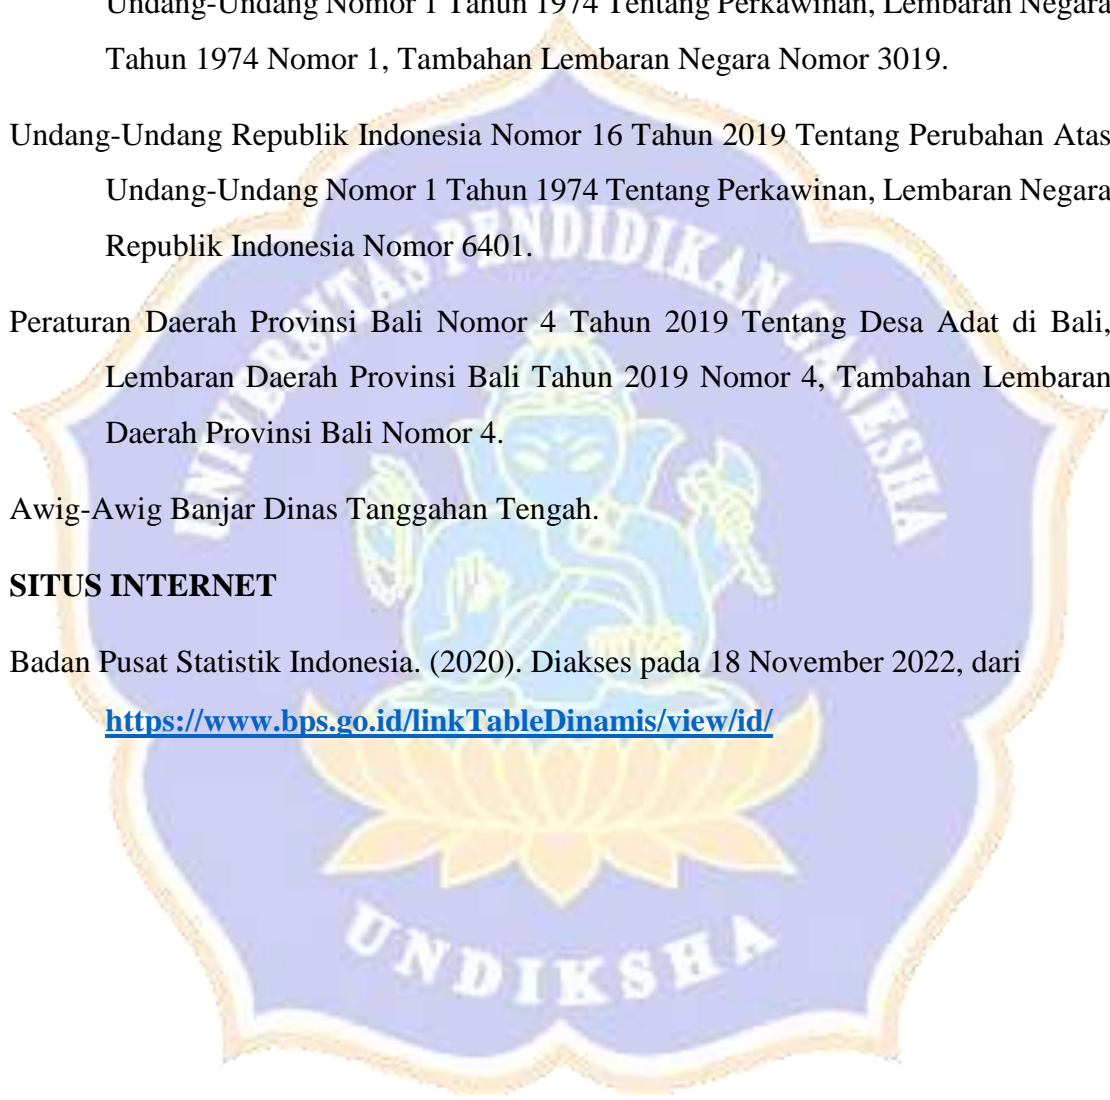 Undang-Undang Nomor 1 Tahun 1974 Tentang Perkawinan, Lembaran Negara
Tahun 1974 Nomor 1, Tambahan Lembaran Negara Nomor 3019.
Undang-Undang Republik Indonesia Nomor 16 Tahun 2019 Tentang Perubahan Atas
Undang-Undang Nomor 1 Tahun 1974 Tentang Perkawinan, Lembaran Negara
Republik Indonesia Nomor 6401.
Peraturan Daerah Provinsi Bali Nomor 4 Tahun 2019 Tentang Desa Adat di Bali,
Lembaran Daerah Provinsi Bali Tahun 2019 Nomor 4, Tambahan Lembaran
Daerah Provinsi Bali Nomor 4.
Awig-Awig Banjar Dinas Tanggahan Tengah.
SITUS INTERNET
Badan Pusat Statistik Indonesia. (2020). Diakses pada 18 November 2022, dari
https://www.bps.go.id/linkTableDinamis/view/id/
UNIVERSITAS PENDIDIKAN GANESHA
UNDIKSHA